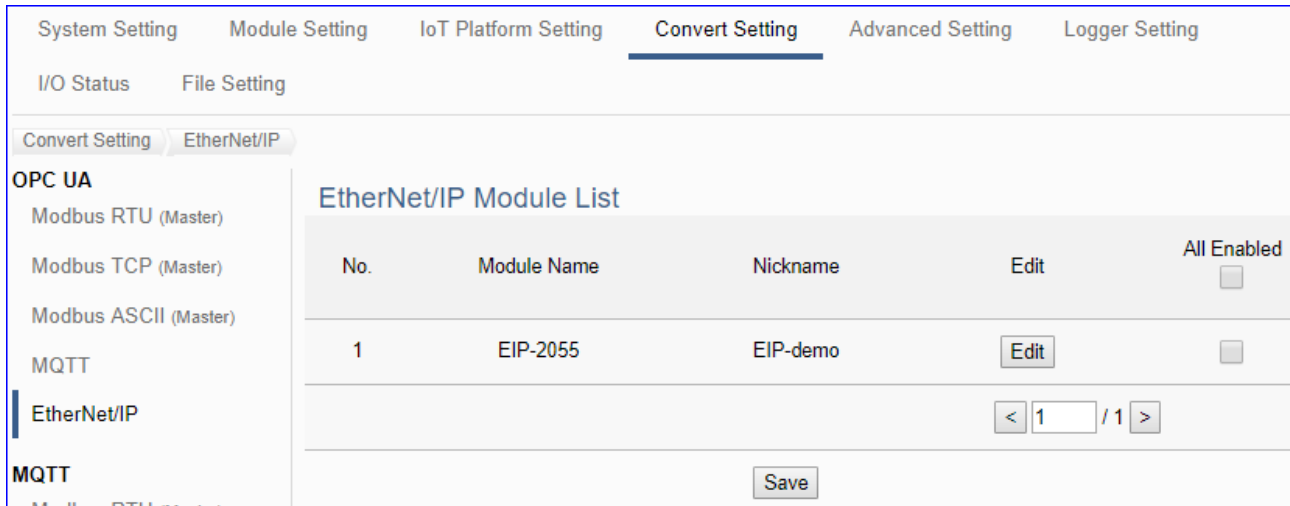 System Setting Module Setting IoT Platform Setting Convert Setting Advanced Setting Logger Setting
I/O Status File Setting
Convert Setting EtherNet/IP
OPC UA
Modbus RTU (Master)
Modbus TCP (Master)
Modbus ASCII (Master)
MQTT
EtherNet/IP
MQTT
EtherNet/IP Module List
No. Module Name Nickname Edit All Enabled
1 EIP-2055 EIP-demo Edit
< 1 / 1 >
Save